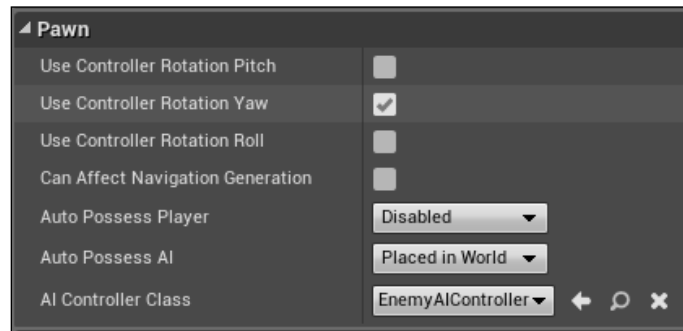 Pawn
Use Controller Rotation Pitch
Use Controller Rotation Yaw
Use Controller Rotation Roll
Can Affect Navigation Generation
Auto Possess Player Disabled
Auto Possess AI Placed in World
AI Controller Class EnemyAIController